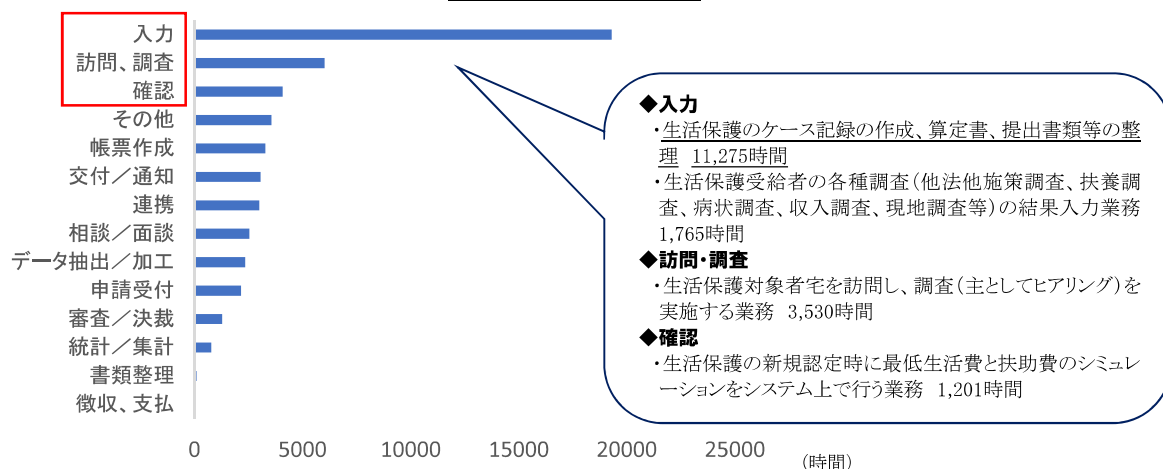 入力
訪問、調査
確認
その他
帳票作成
交付／通知
連携
相談／面談
データ抽出／加工
申請受付
審査／決裁
統計／集計
書類整理
徴収、支払
0 5000 10000 15000 20000 25000
（時間）
◆入力
・生活保護のケース記録の作成、算定書、提出書類等の整
理 11,275時間
・生活保護受給者の各種調査（他法他施策調査、扶養調
査、病状調査、収入調査、現地調査等）の結果入力業務
1,765時間
◆訪問・調査
・生活保護対象者宅を訪問し、調査（主としてヒアリング）を
実施する業務 3,530時間
◆確認
・生活保護の新規認定時に最低生活費と扶助費のシミュレ
ーションをシステム上で行う業務 1,201時間